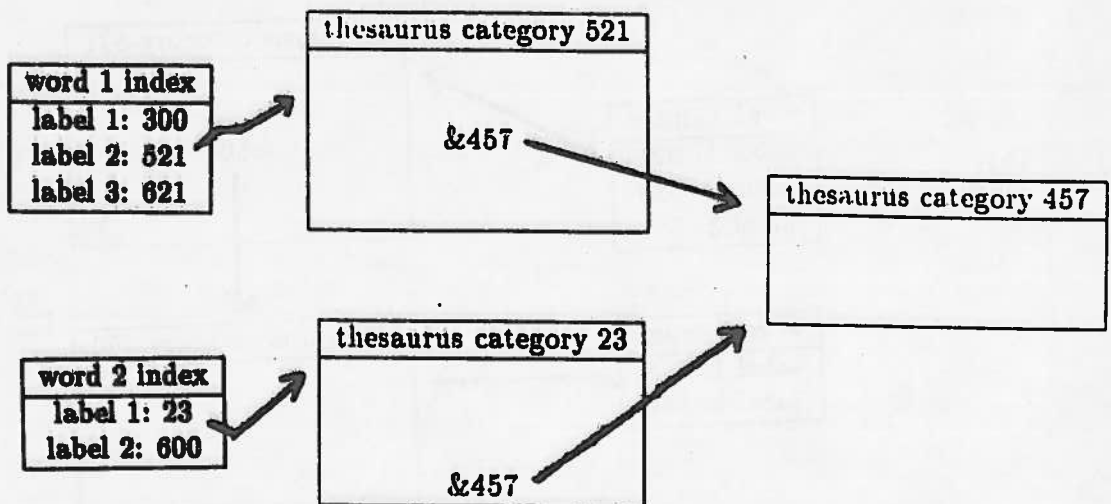 thesaurus category 521
word 1 index
label 1: 300
label 2: 521
label 3: 621
&457
thesaurus category 457
thesaurus category 23
word 2 index
label 1: 23
label 2: 600
&457